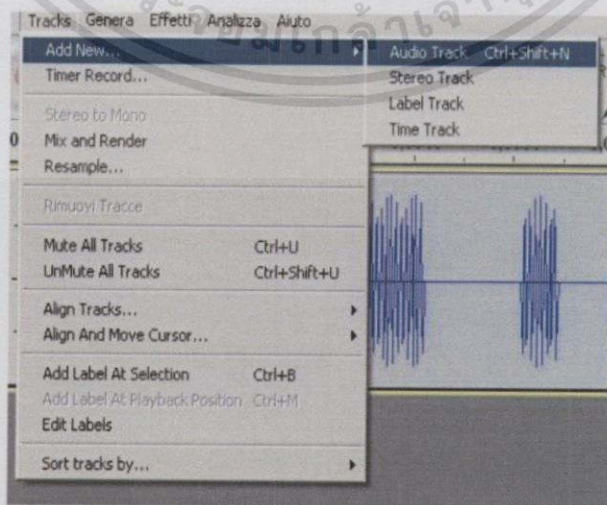 Tracks Genera Effetti Analizza Aiuto
Add New...
Audio Track Ctrl+Shift+N
Stereo Track
Label Track
Time Track
Timer Record...
Stereo to Mono
Mix and Render
Resample...
Rimuovi Tracce
Mute All Tracks Ctrl+U
UnMute All Tracks Ctrl+Shift+U
Align Tracks...
Align And Move Cursor...
Add Label At Selection Ctrl+B
Add Label At Playback Position Ctrl+M
Edit Labels
Sort tracks by...